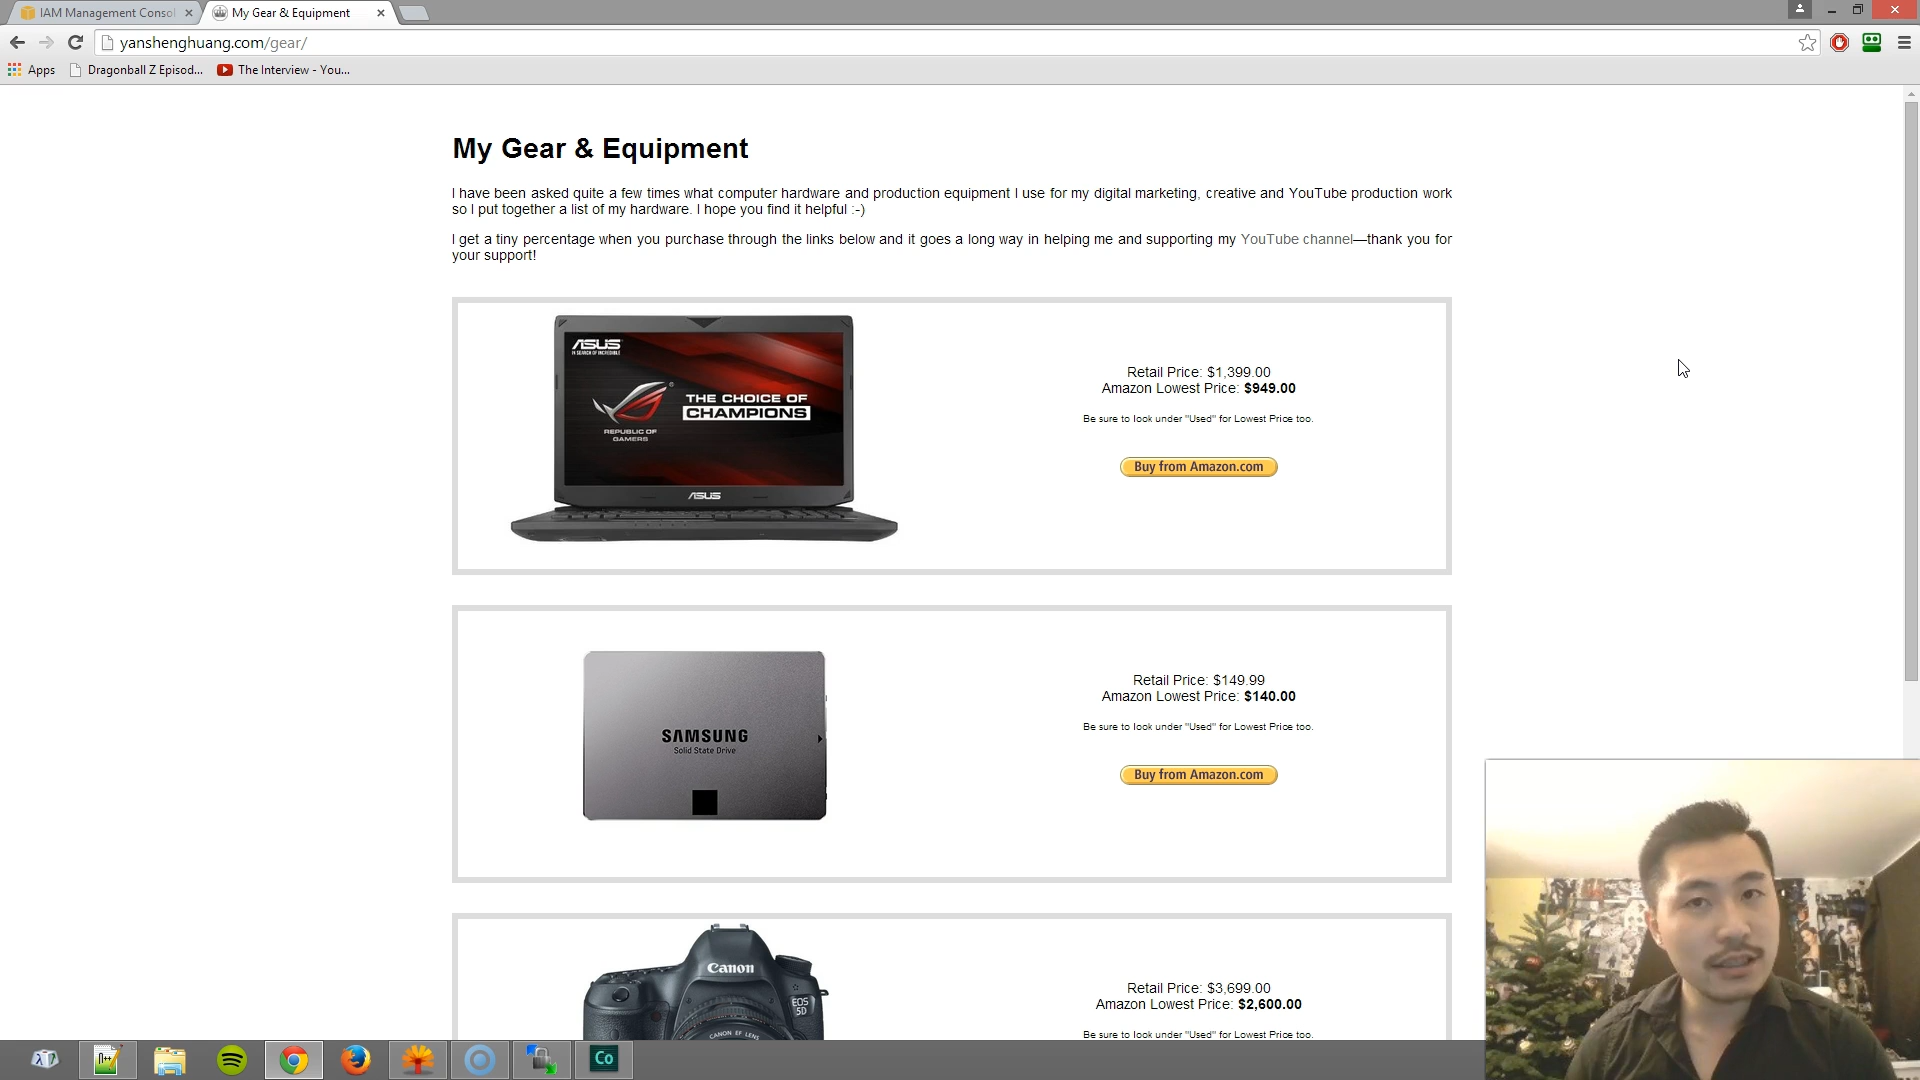 IAM Management Consol
My Gear & Equipment
yanshenghuang.com/gear/
Apps
Dragonball Z Episod...
The Interview - You...
My Gear & Equipment
I have been asked quite a few times what computer hardware and production equipment I use for my digital marketing, creative and YouTube production work
so I put together a list of my hardware. I hope you find it helpful :-)
I get a tiny percentage when you purchase through the links below and it goes a long way in helping me and supporting my YouTube channel—thank you for
your support!
ASUS
IN SEARCH OF INCREDIBLE
THE CHOICE OF
CHAMPIONS
REPUBLIC OF
GAMERS
ASUS
Retail Price: $1,399.00
Amazon Lowest Price: $949.00
Be sure to look under "Used" for Lowest Price too.
Buy from Amazon.com
SAMSUNG
Solid State Drive
Retail Price: $149.99
Amazon Lowest Price: $140.00
Be sure to look under "Used" for Lowest Price too.
Buy from Amazon.com
Canon
EOS
5D
CANON EF LENS
Retail Price: $3,699.00
Amazon Lowest Price: $2,600.00
Be sure to look under "Used" for Lowest Price too.
Co